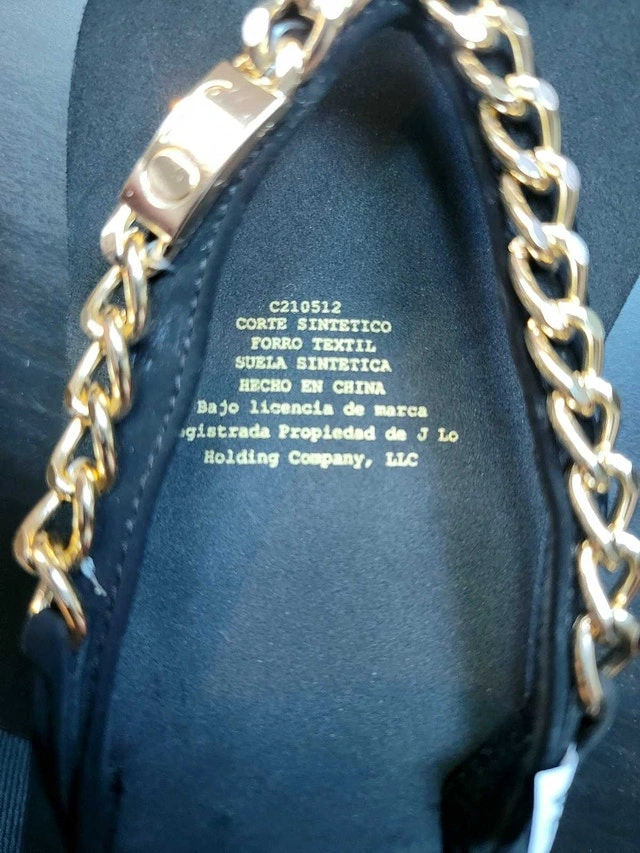 C210512
CORTE SINTETICO
FORRO TEXTIL
SUELA SINTETICA
HECHO EN CHINA
Bajo licencia de marca
gistrada Propiedad de J Lo
Holding Company, LLC